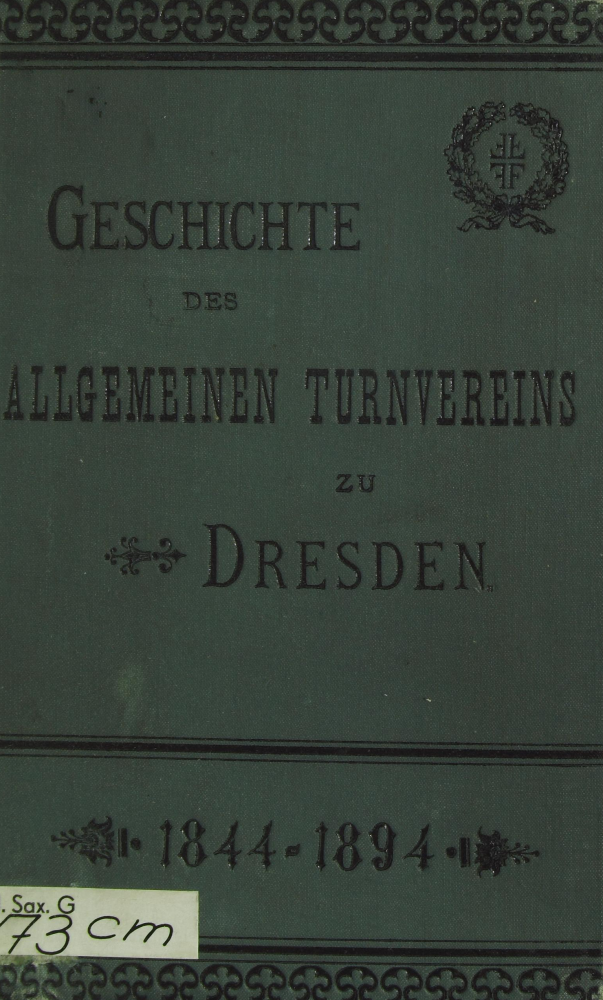 GESCHICHTE
DES
ALLGEMEINEN TURNVEREINS
ZU
DRESDEN.
1844-1894
. Sax. G
73 cm